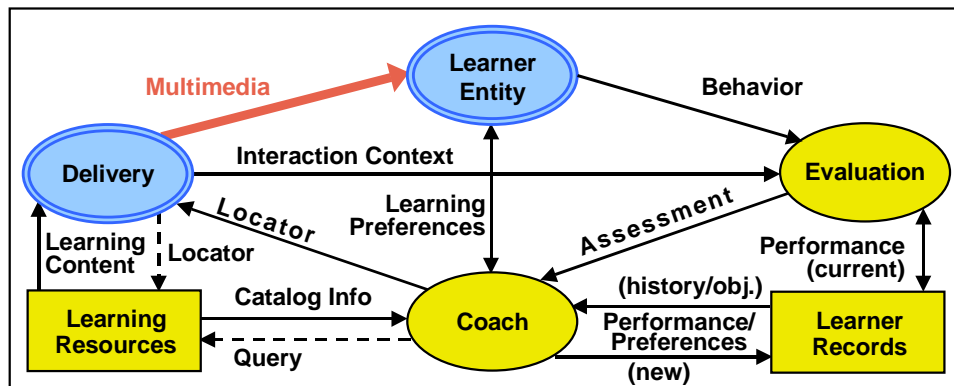 Learner
Entity
Multimedia
Behavior
Interaction Context
Delivery
Evaluation
Learning
Preferences
Locator
Assessment
Learning
Content
Locator
Performance
(current)
Catalog Info
(history/obj.)
Learning
Resources
Coach
Performance/
Preferences
Learner
Records
Query
(new)